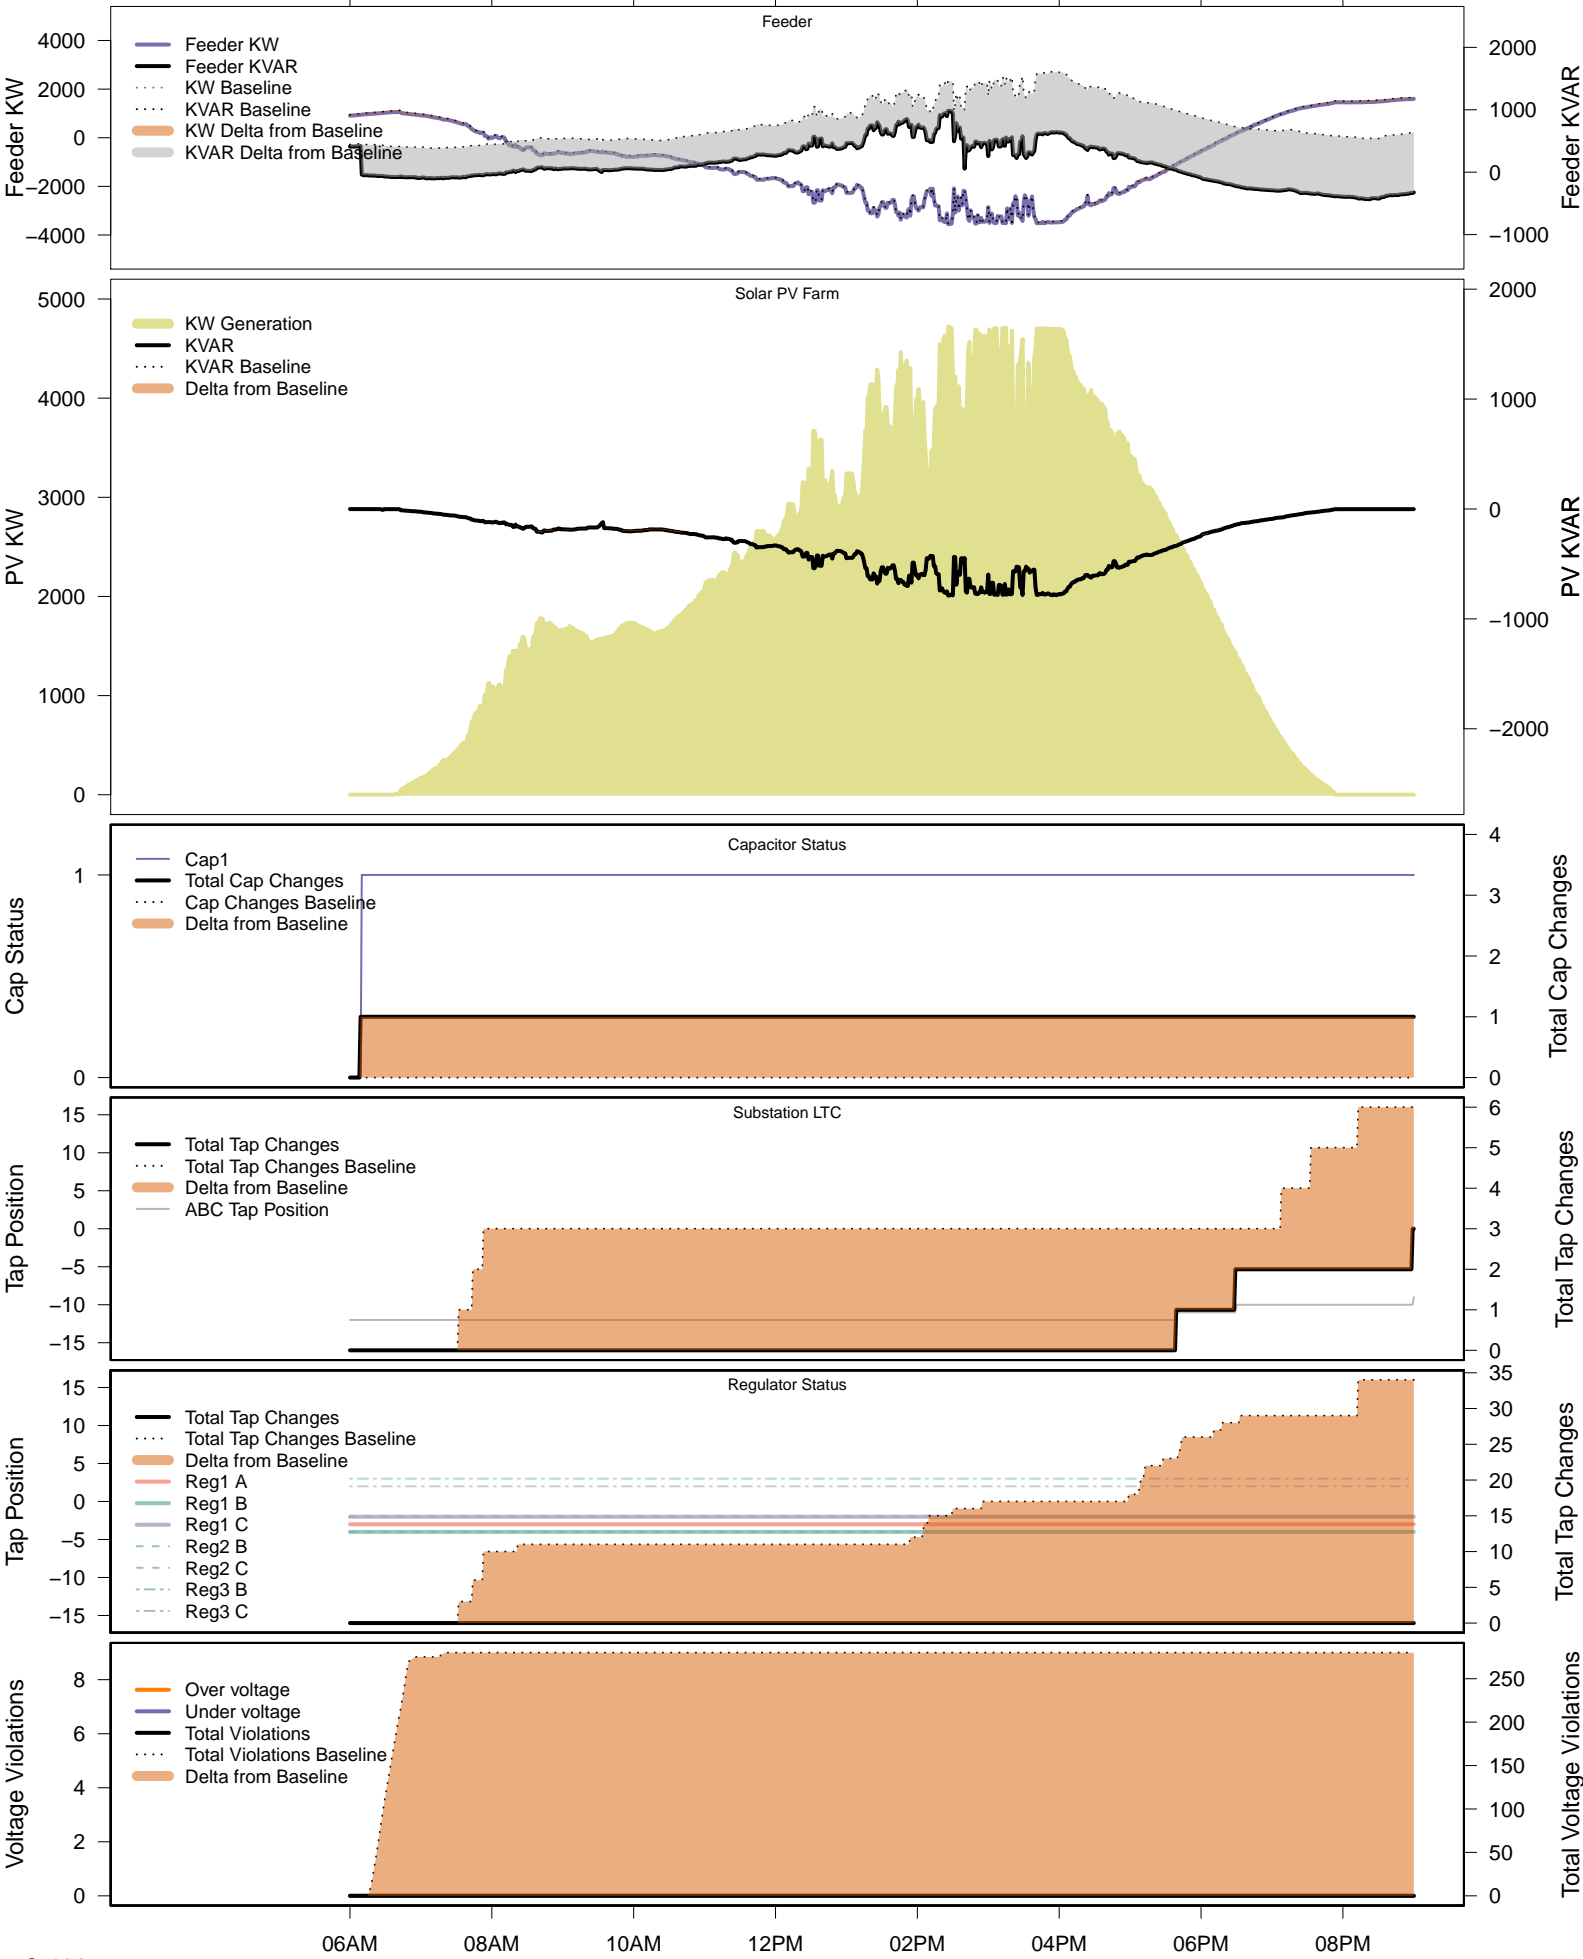 Feeder
4000
2000
0
−2000
−4000
Feeder KW
Feeder KW
Feeder KVAR
KW Baseline
KVAR Baseline
KW Delta from Baseline
KVAR Delta from Baseline
2000
1000
0
−1000
Feeder KVAR
Solar PV Farm
5000
4000
3000
2000
1000
0
PV KW
KW Generation
KVAR
KVAR Baseline
Delta from Baseline
2000
1000
0
−1000
−2000
PV KVAR
Capacitor Status
1
0
Cap Status
Cap1
Total Cap Changes
Cap Changes Baseline
Delta from Baseline
4
3
2
1
0
Total Cap Changes
Substation LTC
15
10
5
0
−5
−10
−15
Tap Position
Total Tap Changes
Total Tap Changes Baseline
Delta from Baseline
ABC Tap Position
6
5
4
3
2
1
0
Total Tap Changes
Regulator Status
15
10
5
0
−5
−10
−15
Tap Position
Total Tap Changes
Total Tap Changes Baseline
Delta from Baseline
Reg1 A
Reg1 B
Reg1 C
Reg2 B
Reg2 C
Reg3 B
Reg3 C
35
30
25
20
15
10
5
0
Total Tap Changes
8
6
4
2
0
Voltage Violations
Over voltage
Under voltage
Total Violations
Total Violations Baseline
Delta from Baseline
250
200
150
100
50
0
Total Voltage Violations
06AM 08AM 10AM 12PM 02PM 04PM 06PM 08PM